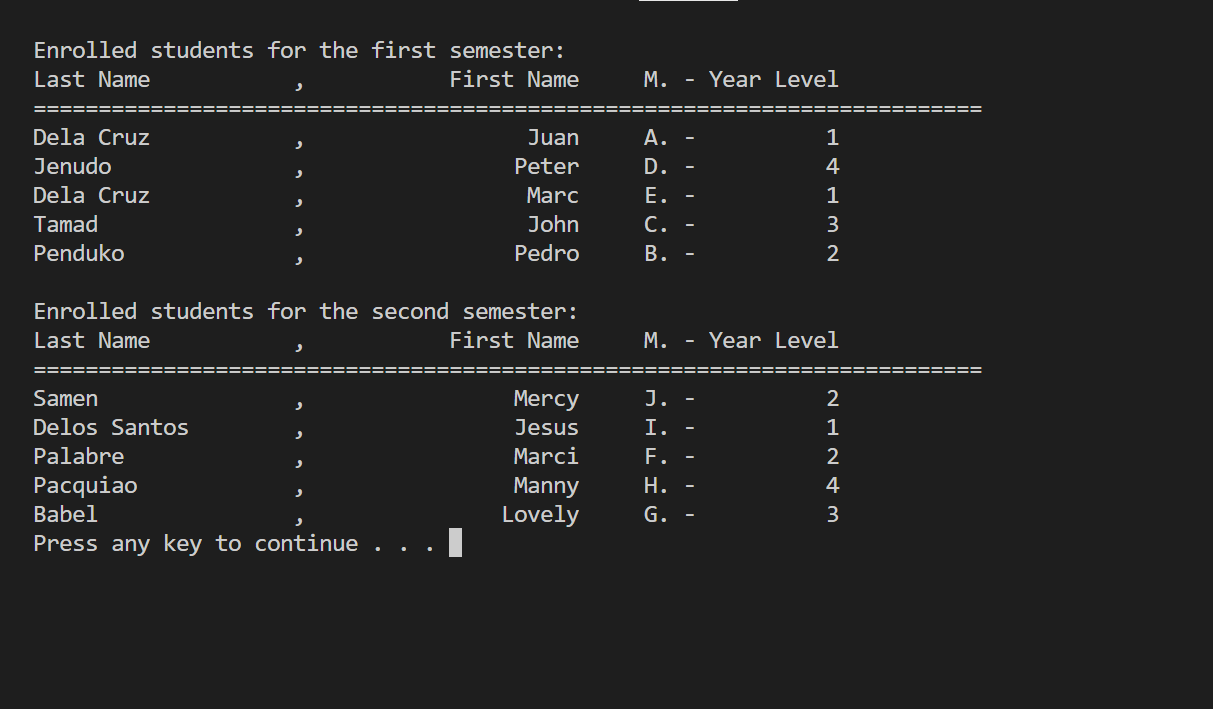 Enrolled students for the first semester:
Last Name           ,           First Name     M. - Year Level
=========================================================================
Dela Cruz           ,                 Juan     A. -          1
Jenudo              ,                Peter     D. -          4
Dela Cruz           ,                 Marc     E. -          1
Tamad               ,                 John     C. -          3
Penduko             ,                Pedro     B. -          2

Enrolled students for the second semester:
Last Name           ,           First Name     M. - Year Level
=========================================================================
Samen               ,                Mercy     J. -          2
Delos Santos        ,                Jesus     I. -          1
Palabre             ,                Marci     F. -          2
Pacquiao            ,                Manny     H. -          4
Babel               ,               Lovely     G. -          3
Press any key to continue . . .